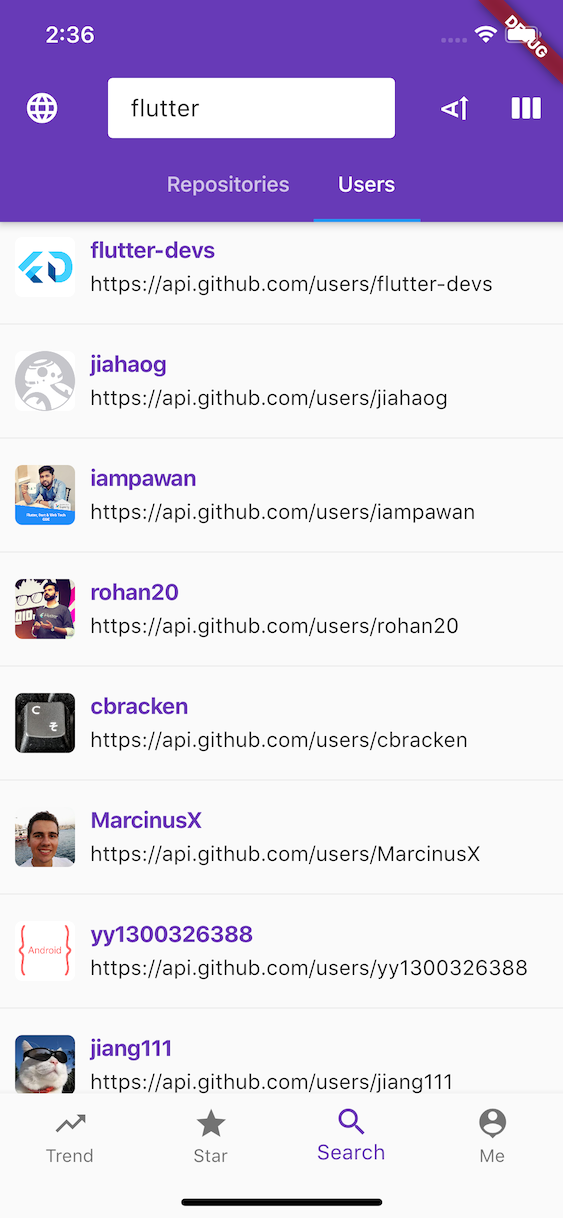 2:36
DEBUG
flutter
A
Repositories
Users
flutter-devs
https://api.github.com/users/flutter-devs
jiahaog
https://api.github.com/users/jiahaog
iampawan
https://api.github.com/users/iampawan
rohan20
https://api.github.com/users/rohan20
cbracken
https://api.github.com/users/cbracken
C
そ
MarcinusX
https://api.github.com/users/MarcinusX
yy1300326388
https://api.github.com/users/yy1300326388
Android
jiang111
https://api.github.com/users/jiang111
Trend
Star
Search
Me